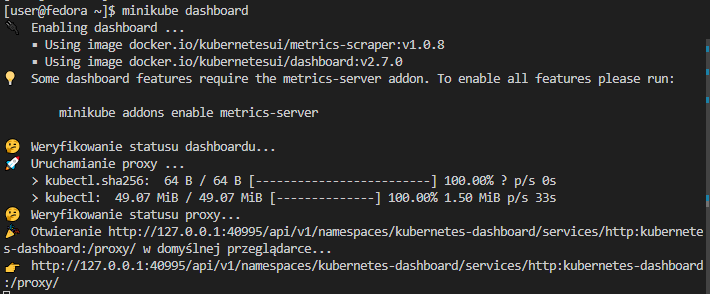 [user@fedora ~]$ minikube dashboard
🔌 Enabling dashboard ...
▪ Using image docker.io/kubernetesui/metrics-scraper:v1.0.8
▪ Using image docker.io/kubernetesui/dashboard:v2.7.0
💡 Some dashboard features require the metrics-server addon. To enable all features please run:
minikube addons enable metrics-server
🤔 Weryfikowanie statusu dashboardu...
🚀 Uruchamianie proxy ...
> kubectl.sha256: 64 B / 64 B [-------------------------] 100.00% ? p/s 0s
> kubectl: 49.07 MiB / 49.07 MiB [--------------] 100.00% 1.50 MiB p/s 33s
🤔 Weryfikowanie statusu proxy...
🎉 Otwieranie http://127.0.0.1:40995/api/v1/namespaces/kubernetes-dashboard/services/http:kubernete
s-dashboard:/proxy/ w domyślnej przeglądarce...
👉 http://127.0.0.1:40995/api/v1/namespaces/kubernetes-dashboard/services/http:kubernetes-dashboard
:/proxy/